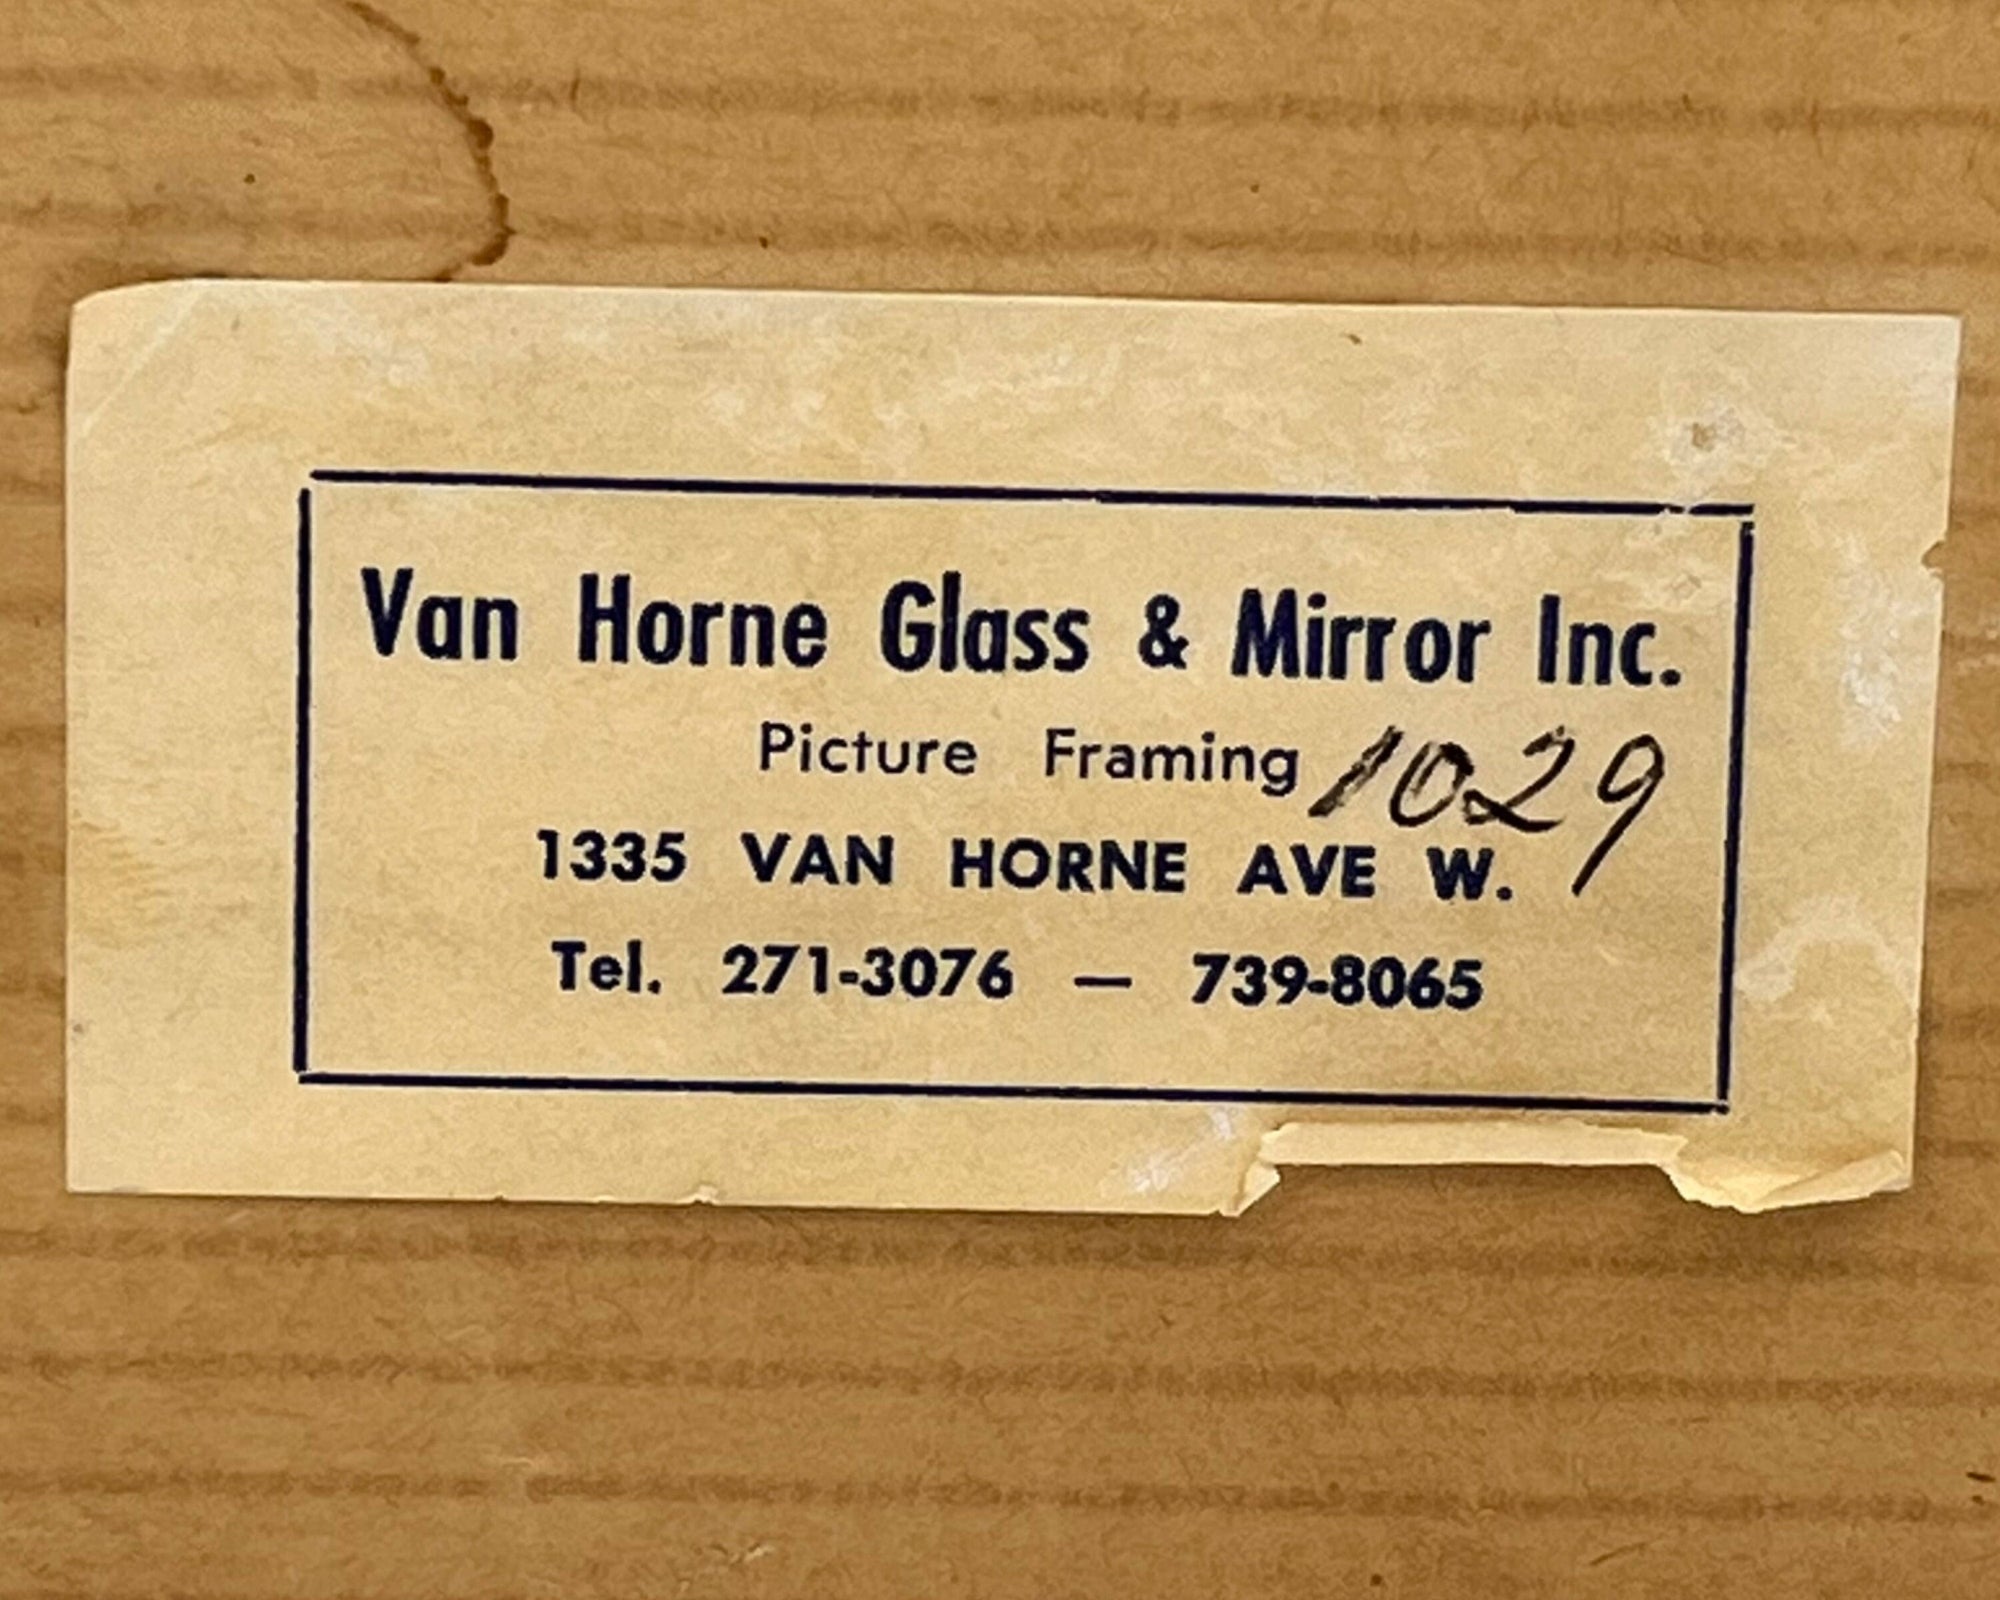 Van Horne Glass & Mirror Inc.
Picture Framing 1029
1335 VAN HORNE AVE W.
Tel. 271-3076 — 739-8065